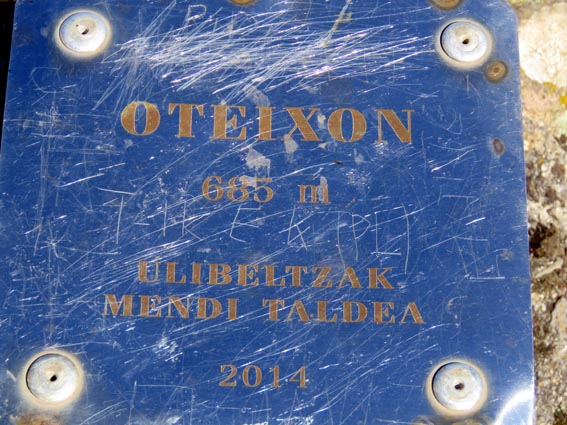 OTEIXON
685 m
ULIBELTZAK
MENDI TALDEA
2014